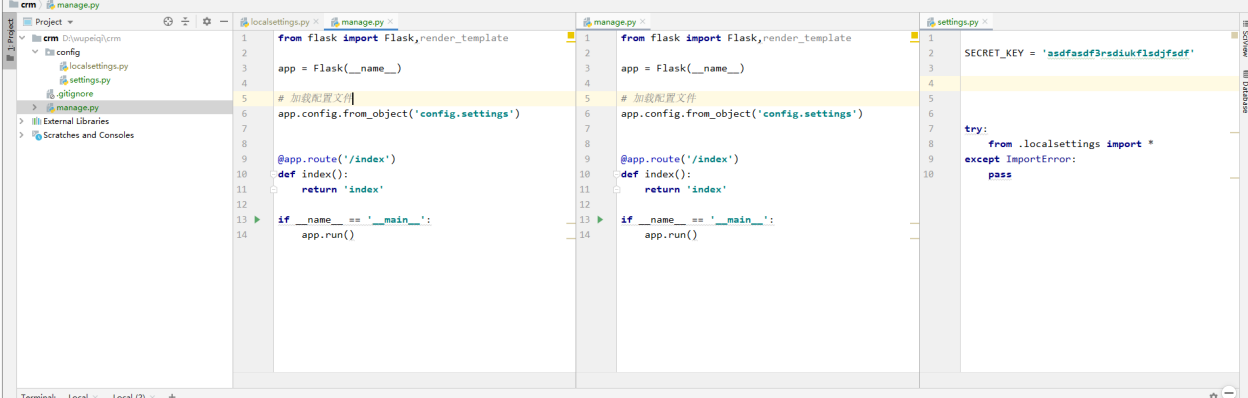 crm manage.py
Project
1: Project
crm D:\wupeiqi\crm
config
localsettings.py
settings.py
.gitignore
manage.py
External Libraries
Scratches and Consoles
localsettings.py × manage.py ×
1 from flask import Flask,render_template
2
3 app = Flask(__name__)
4
5 # 加载配置文件
6 app.config.from_object('config.settings')
7
8
9 @app.route('/index')
10 def index():
11 return 'index'
12
13 if __name__ == '__main__':
14 app.run()
manage.py ×
1 from flask import Flask,render_template
2
3 app = Flask(__name__)
4
5 # 加载配置文件
6 app.config.from_object('config.settings')
7
8
9 @app.route('/index')
10 def index():
11 return 'index'
12
13 if __name__ == '__main__':
14 app.run()
settings.py ×
1
2 SECRET_KEY = 'asdfasdf3rsdiukflsdjfsdf'
3
4
5
6
7 try:
8 from .localsettings import *
9 except ImportError:
10 pass
SciView
Database
Terminal: Local × Local (2) × +